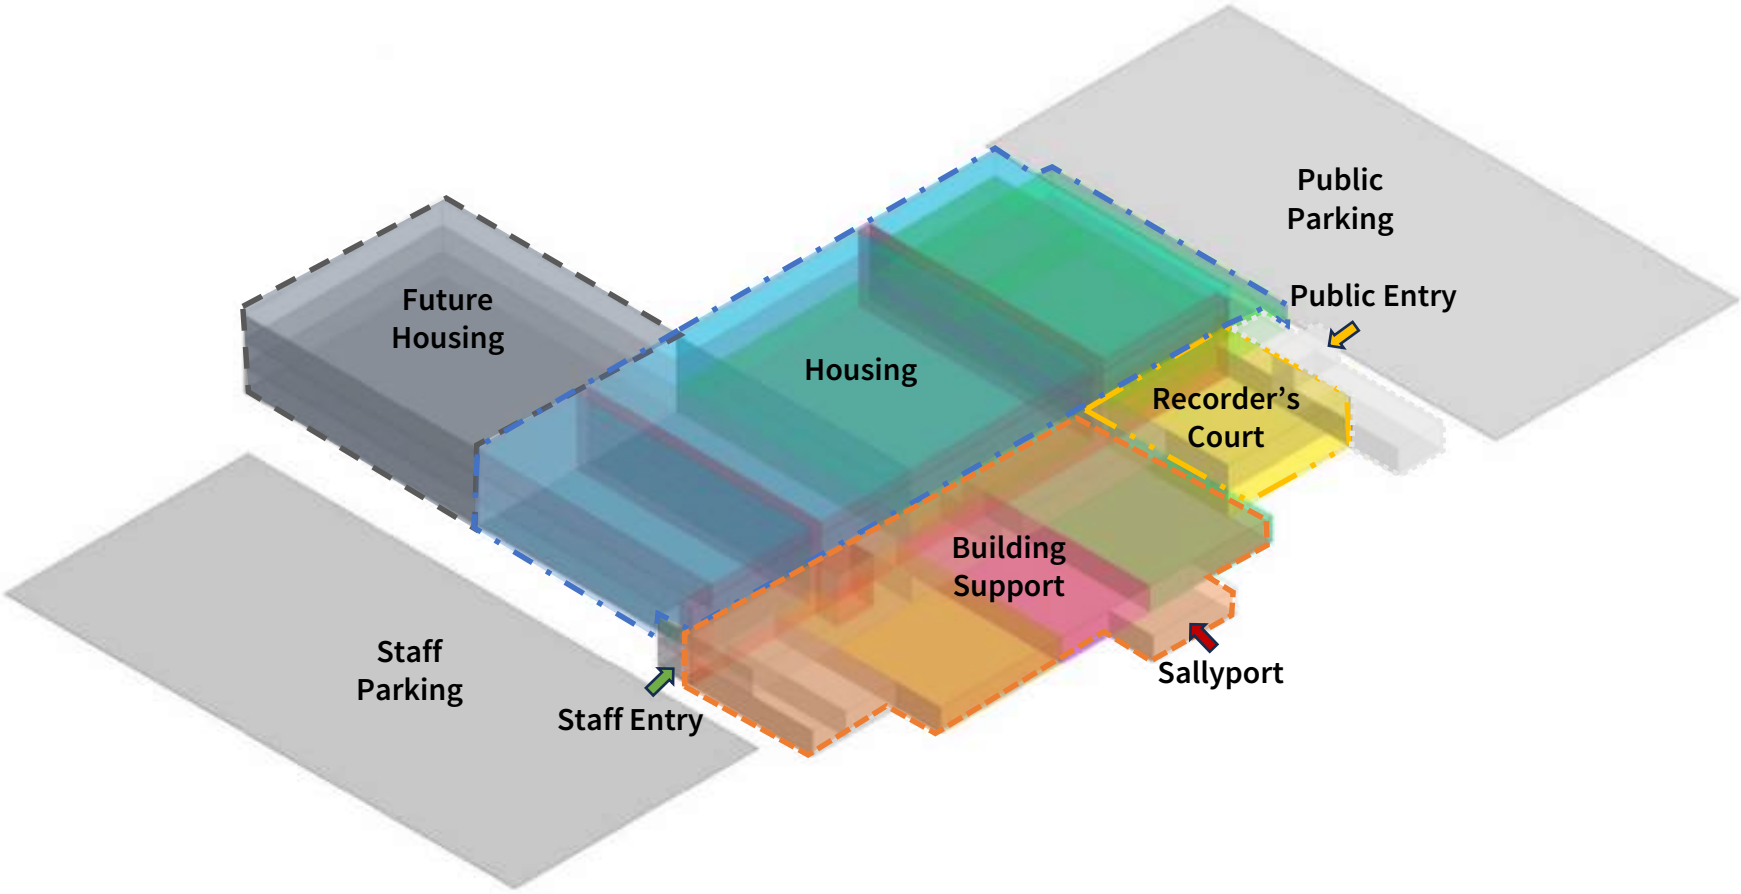 Public
Parking
Future
Housing
Public Entry
Housing
Recorder’s
Court
Building
Support
Staff
Parking
Sallyport
Staff Entry